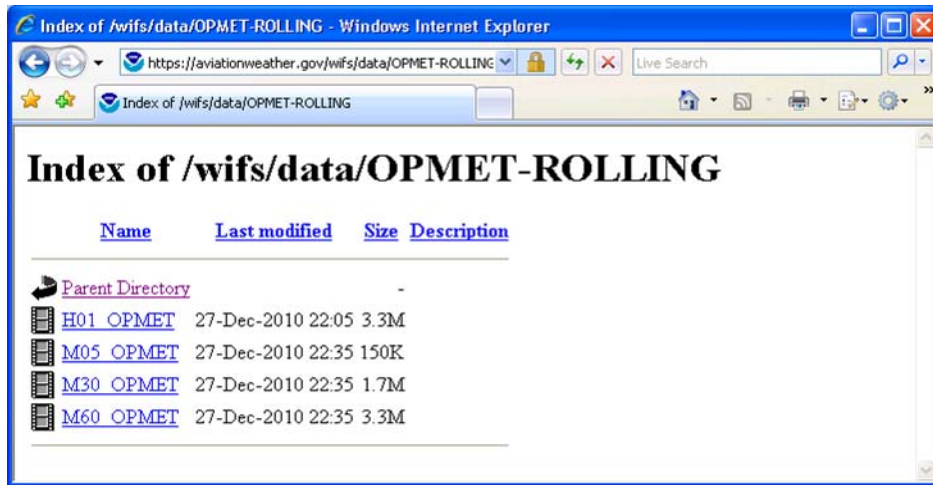 Index of /wifs/data/OPMET-ROLLING - Windows Internet Explorer
https://aviationweather.gov/wifs/data/OPMET-ROLLING
Live Search
Index of /wifs/data/OPMET-ROLLING
»
Index of /wifs/data/OPMET-ROLLING
Name Last modified Size Description
Parent Directory -
H01_OPMET 27-Dec-2010 22:05 3.3M
M05_OPMET 27-Dec-2010 22:35 150K
M30_OPMET 27-Dec-2010 22:35 1.7M
M60_OPMET 27-Dec-2010 22:35 3.3M